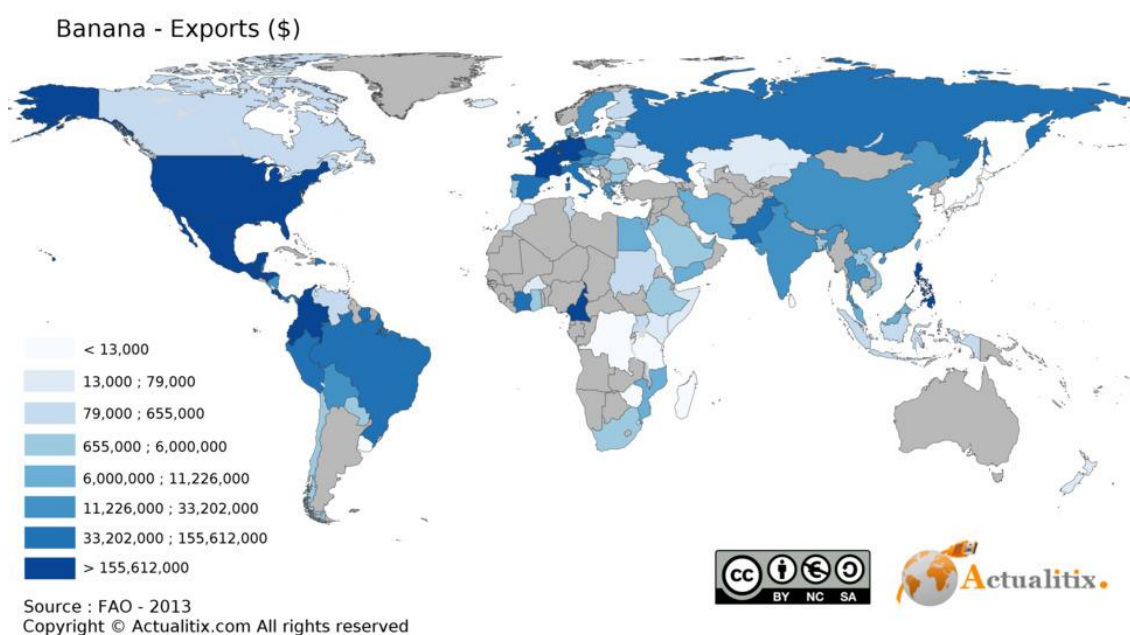 Banana - Exports ($)
< 13,000
13,000 ; 79,000
79,000 ; 655,000
655,000 ; 6,000,000
6,000,000 ; 11,226,000
11,226,000 ; 33,202,000
33,202,000 ; 155,612,000
> 155,612,000
Source : FAO - 2013
Copyright © Actualitix.com All rights reserved
cc
BY NC SA
Actualitix.